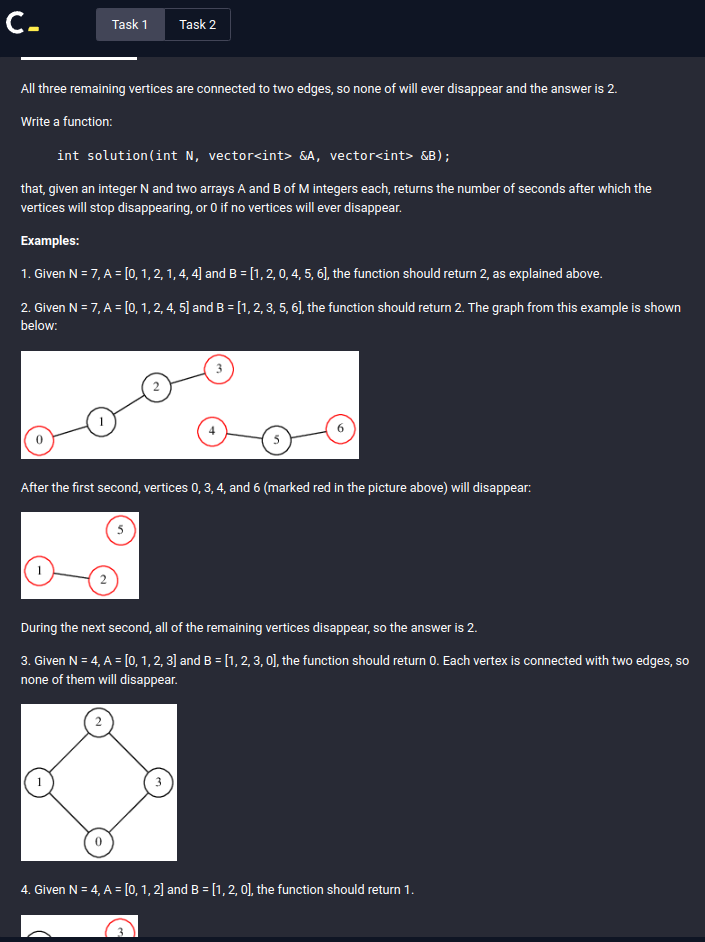 C_
Task 1 Task 2
All three remaining vertices are connected to two edges, so none of will ever disappear and the answer is 2.
Write a function:
int solution(int N, vector<int> &A, vector<int> &B);
that, given an integer N and two arrays A and B of M integers each, returns the number of seconds after which the
vertices will stop disappearing, or 0 if no vertices will ever disappear.
Examples:
1. Given N = 7, A = [0, 1, 2, 1, 4, 4] and B = [1, 2, 0, 4, 5, 6], the function should return 2, as explained above.
2. Given N = 7, A = [0, 1, 2, 4, 5] and B = [1, 2, 3, 5, 6], the function should return 2. The graph from this example is shown
below:
3
2
1
4
6
0
5
After the first second, vertices 0, 3, 4, and 6 (marked red in the picture above) will disappear:
5
1
2
During the next second, all of the remaining vertices disappear, so the answer is 2.
3. Given N = 4, A = [0, 1, 2, 3] and B = [1, 2, 3, 0], the function should return 0. Each vertex is connected with two edges, so
none of them will disappear.
2
1
3
0
4. Given N = 4, A = [0, 1, 2] and B = [1, 2, 0], the function should return 1.
3